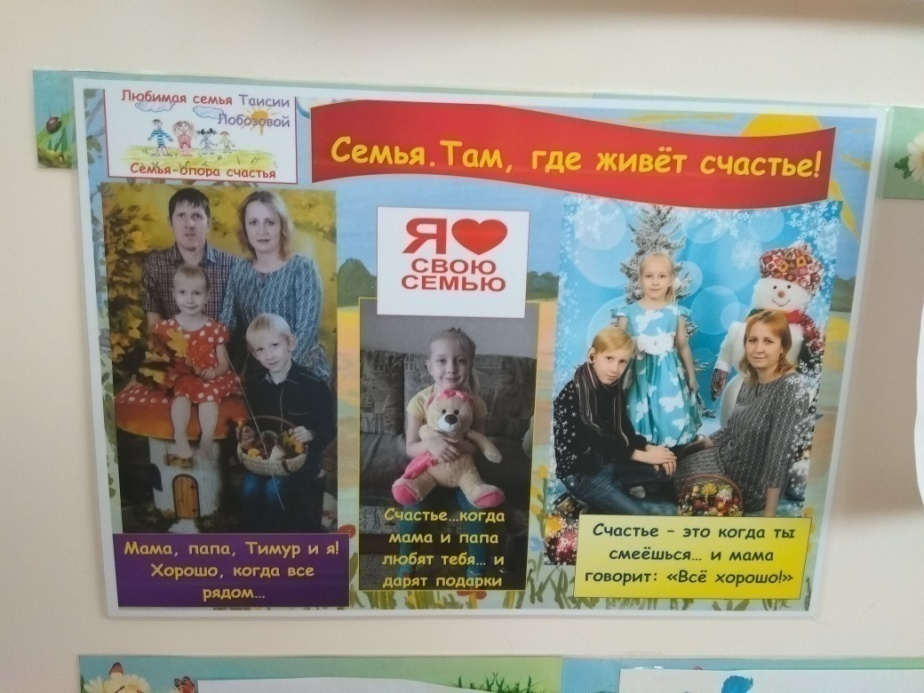 Любимая семья Таисии
Лобозовой
Семья-опора счастья
Семья.Там, где живёт счастье!
Я
СВОЮ
СЕМЬЮ
Мама, папа, Тимур и я!
Хорошо, когда все
рядом...
Счастье...когда
мама и папа
любят тебя... и
дарят подарки
Счастье - это когда ты
смеёшься... и мама
говорит: «Всё хорошо!»